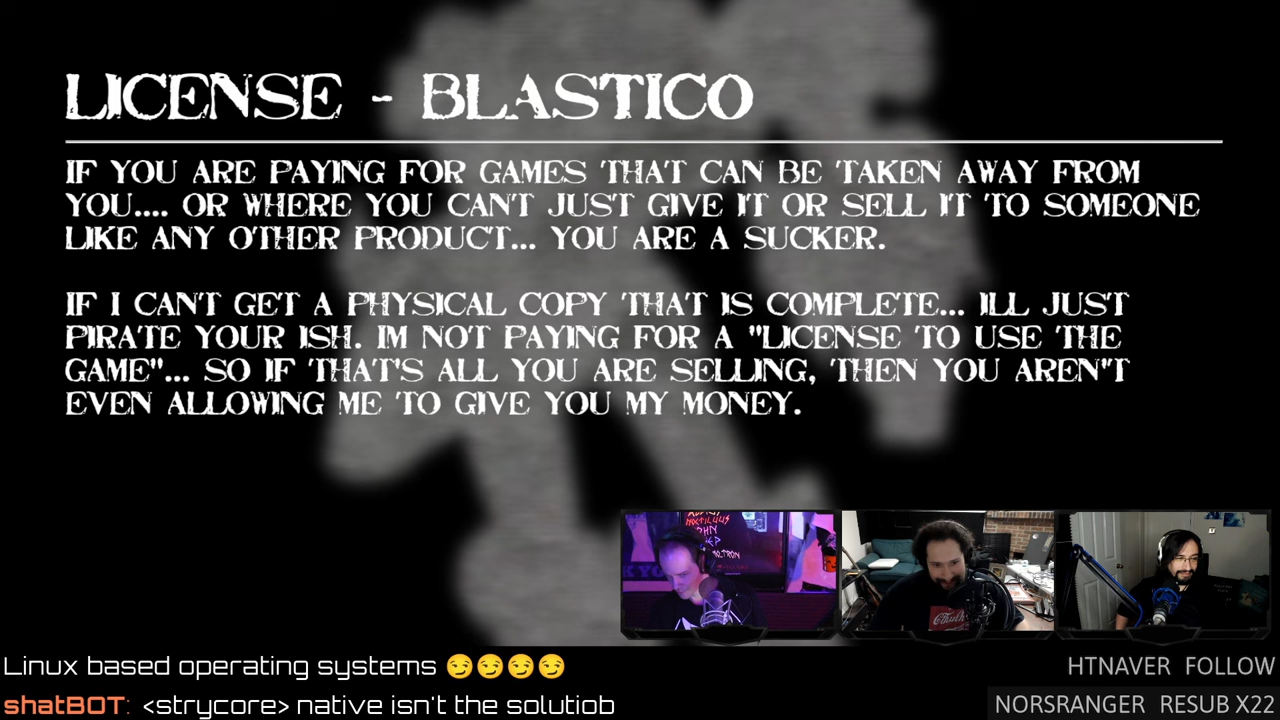 LICENSE - BLASTICO
IF YOU ARE PAYING FOR GAMES THAT CAN BE TAKEN AWAY FROM
YOU.... OR WHERE YOU CAN'T JUST GIVE IT OR SELL IT TO SOMEONE
LIKE ANY OTHER PRODUCT... YOU ARE A SUCKER.
IF I CAN'T GET A PHYSICAL COPY THAT IS COMPLETE... ILL JUST
PIRATE YOUR ISH. IM NOT PAYING FOR A "LICENSE TO USE THE
GAME"... SO IF THAT'S ALL YOU ARE SELLING, THEN YOU AREN"T
EVEN ALLOWING ME TO GIVE YOU MY MONEY.
Linux based operating systems 😏😏😏😏
HTNAVER FOLLOW
shatBOT: <strycore> native isn't the solutiob
NORSRANGER RESUB X22